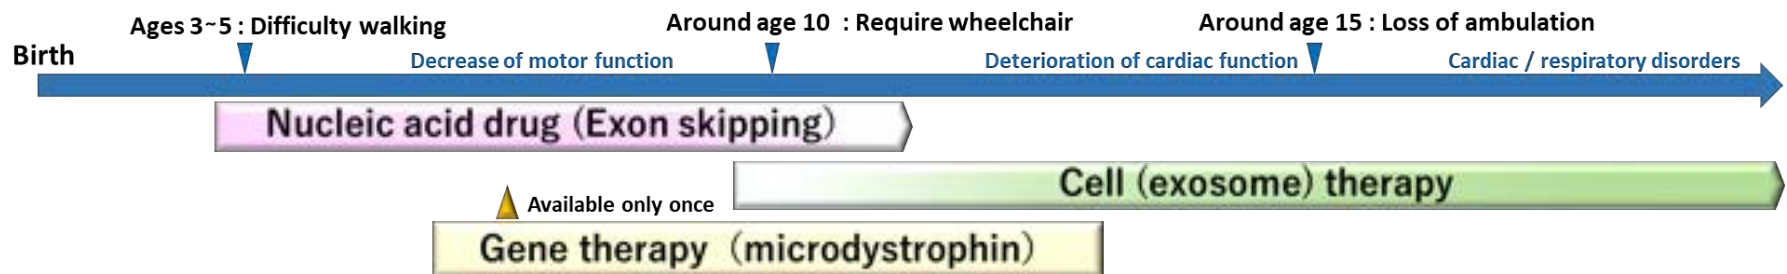 Ages 3~5 : Difficulty walking
Around age 10 : Require wheelchair
Around age 15 : Loss of ambulation
Birth
Decrease of motor function
Deterioration of cardiac function
Cardiac / respiratory disorders
Nucleic acid drug (Exon skipping)
Cell (exosome) therapy
Available only once
Gene therapy (microdystrophin)